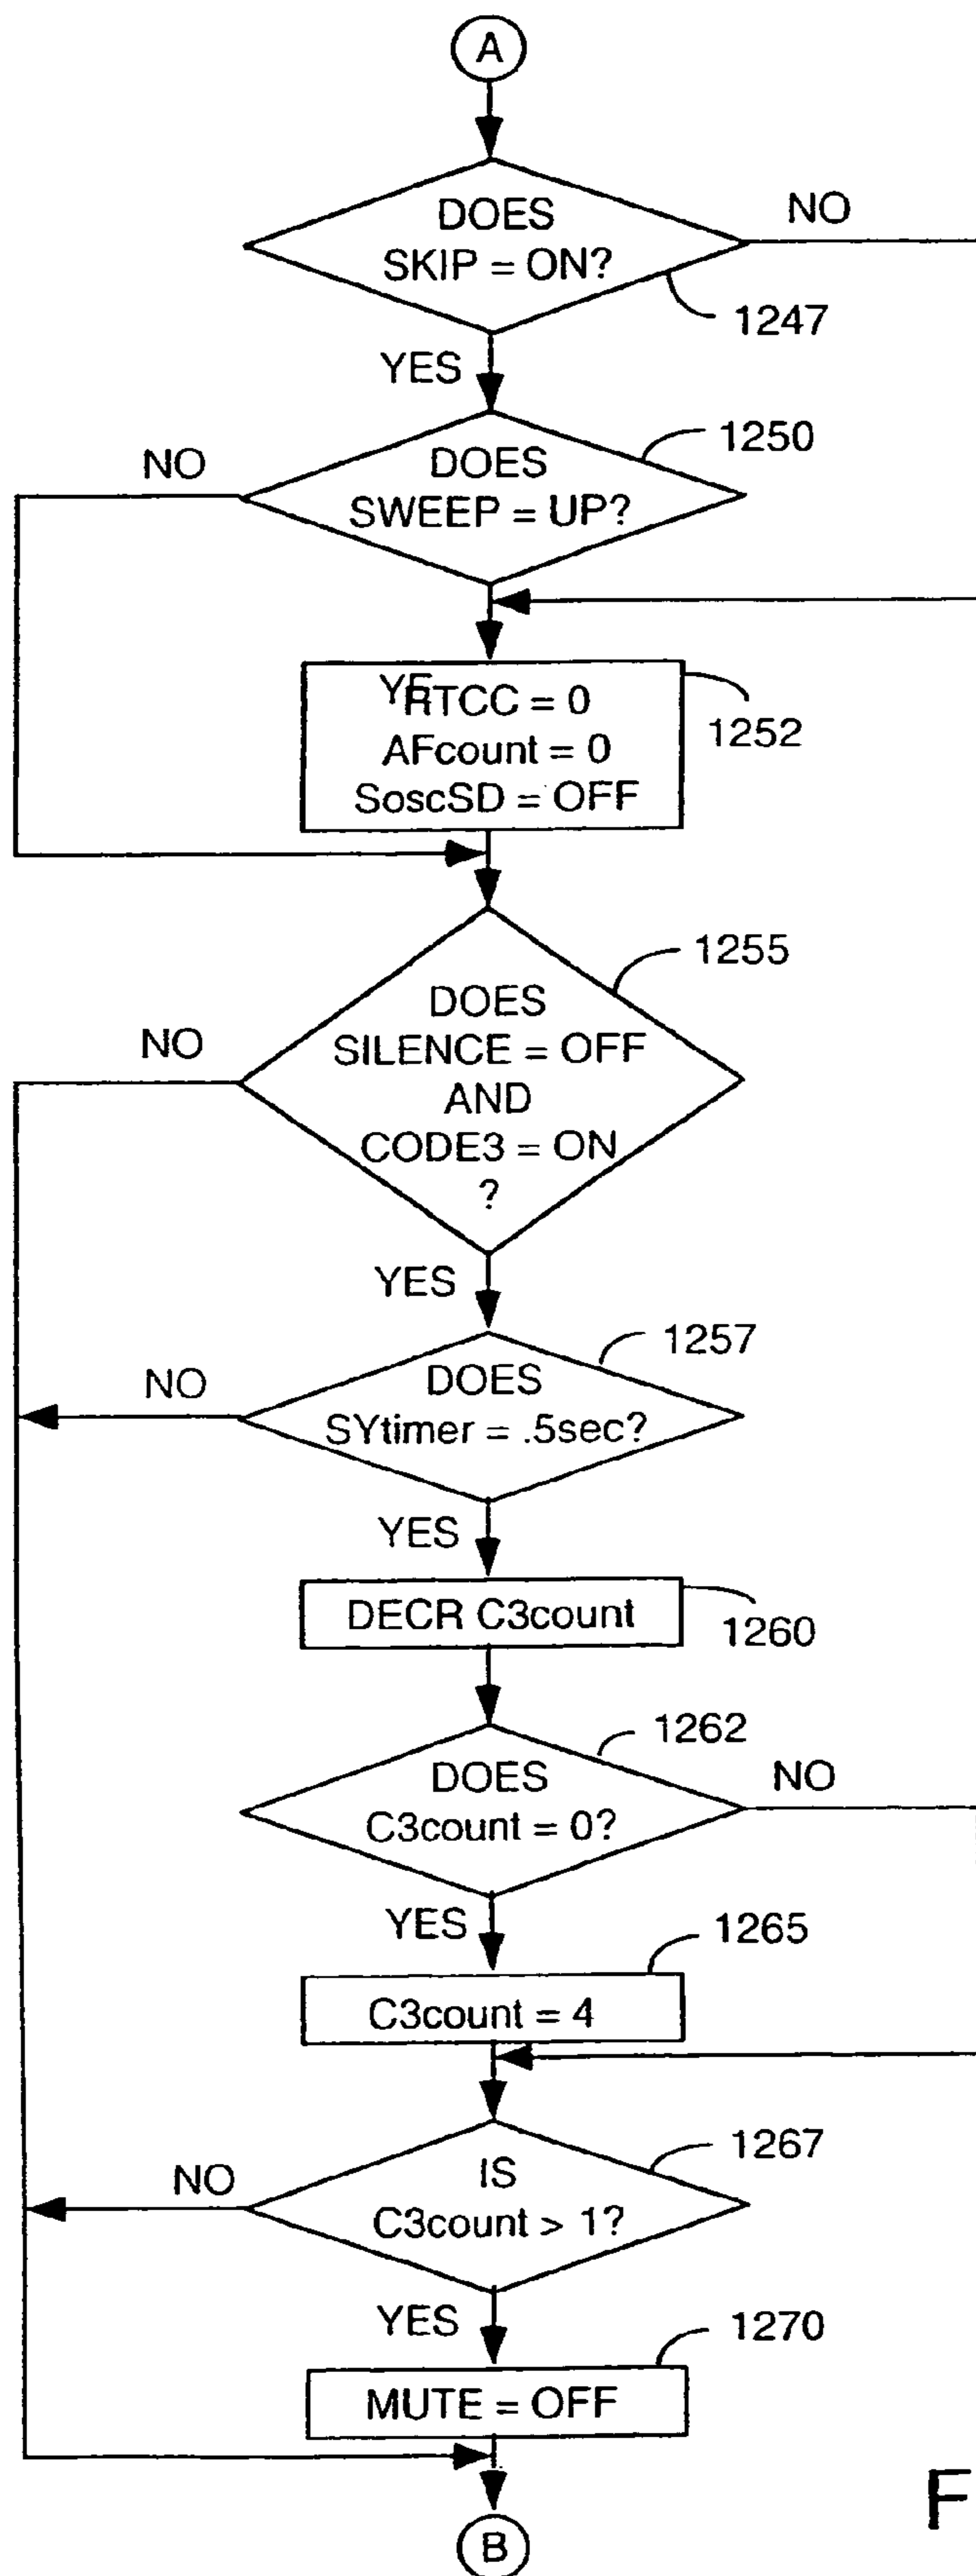 A
DOES
SKIP = ON?
NO
1247
YES
1250
NO
DOES
SWEEP = UP?
YE
RTCC = 0
AFcount = 0
SoscSD = OFF
1252
1255
DOES
SILENCE = OFF
AND
CODE3 = ON
?
NO
YES
1257
NO
DOES
SYtimer = .5sec?
YES
DECR C3count
1260
1262
DOES
C3count = 0?
NO
YES
1265
C3count = 4
1267
NO
IS
C3count > 1?
YES
1270
MUTE = OFF
F
B